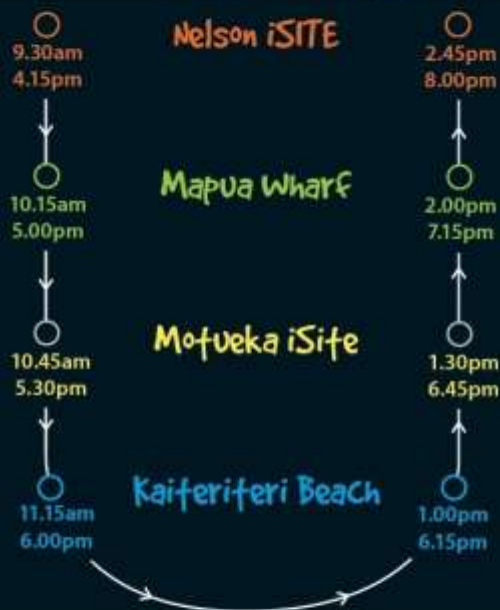 Nelson iSITE
9.30am
4.15pm
2.45pm
8.00pm
Mapua Wharf
10.15am
5.00pm
2.00pm
7.15pm
Motueka iSite
10.45am
5.30pm
1.30pm
6.45pm
Kaiteriteri Beach
11.15am
6.00pm
1.00pm
6.15pm